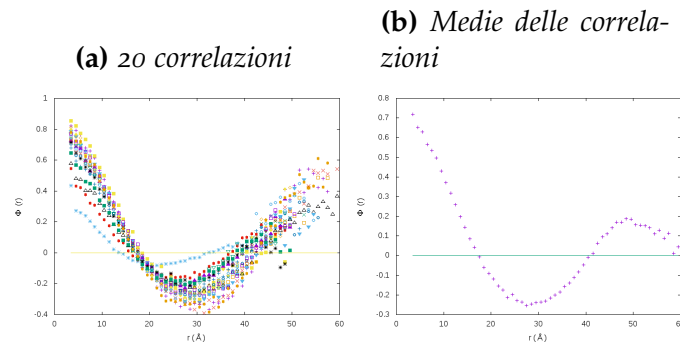 (a) 20 correlazioni
(b) Medie delle correla-
zioni
1
0.8
0.6
0.4
0.2
0
-0.2
-0.4
0 10 20 30 40 50 60
Φ (r)
r (Å)
0.8
0.7
0.6
0.5
0.4
0.3
0.2
0.1
0
-0.1
-0.2
-0.3
0 10 20 30 40 50 60
Φ (r)
r (Å)